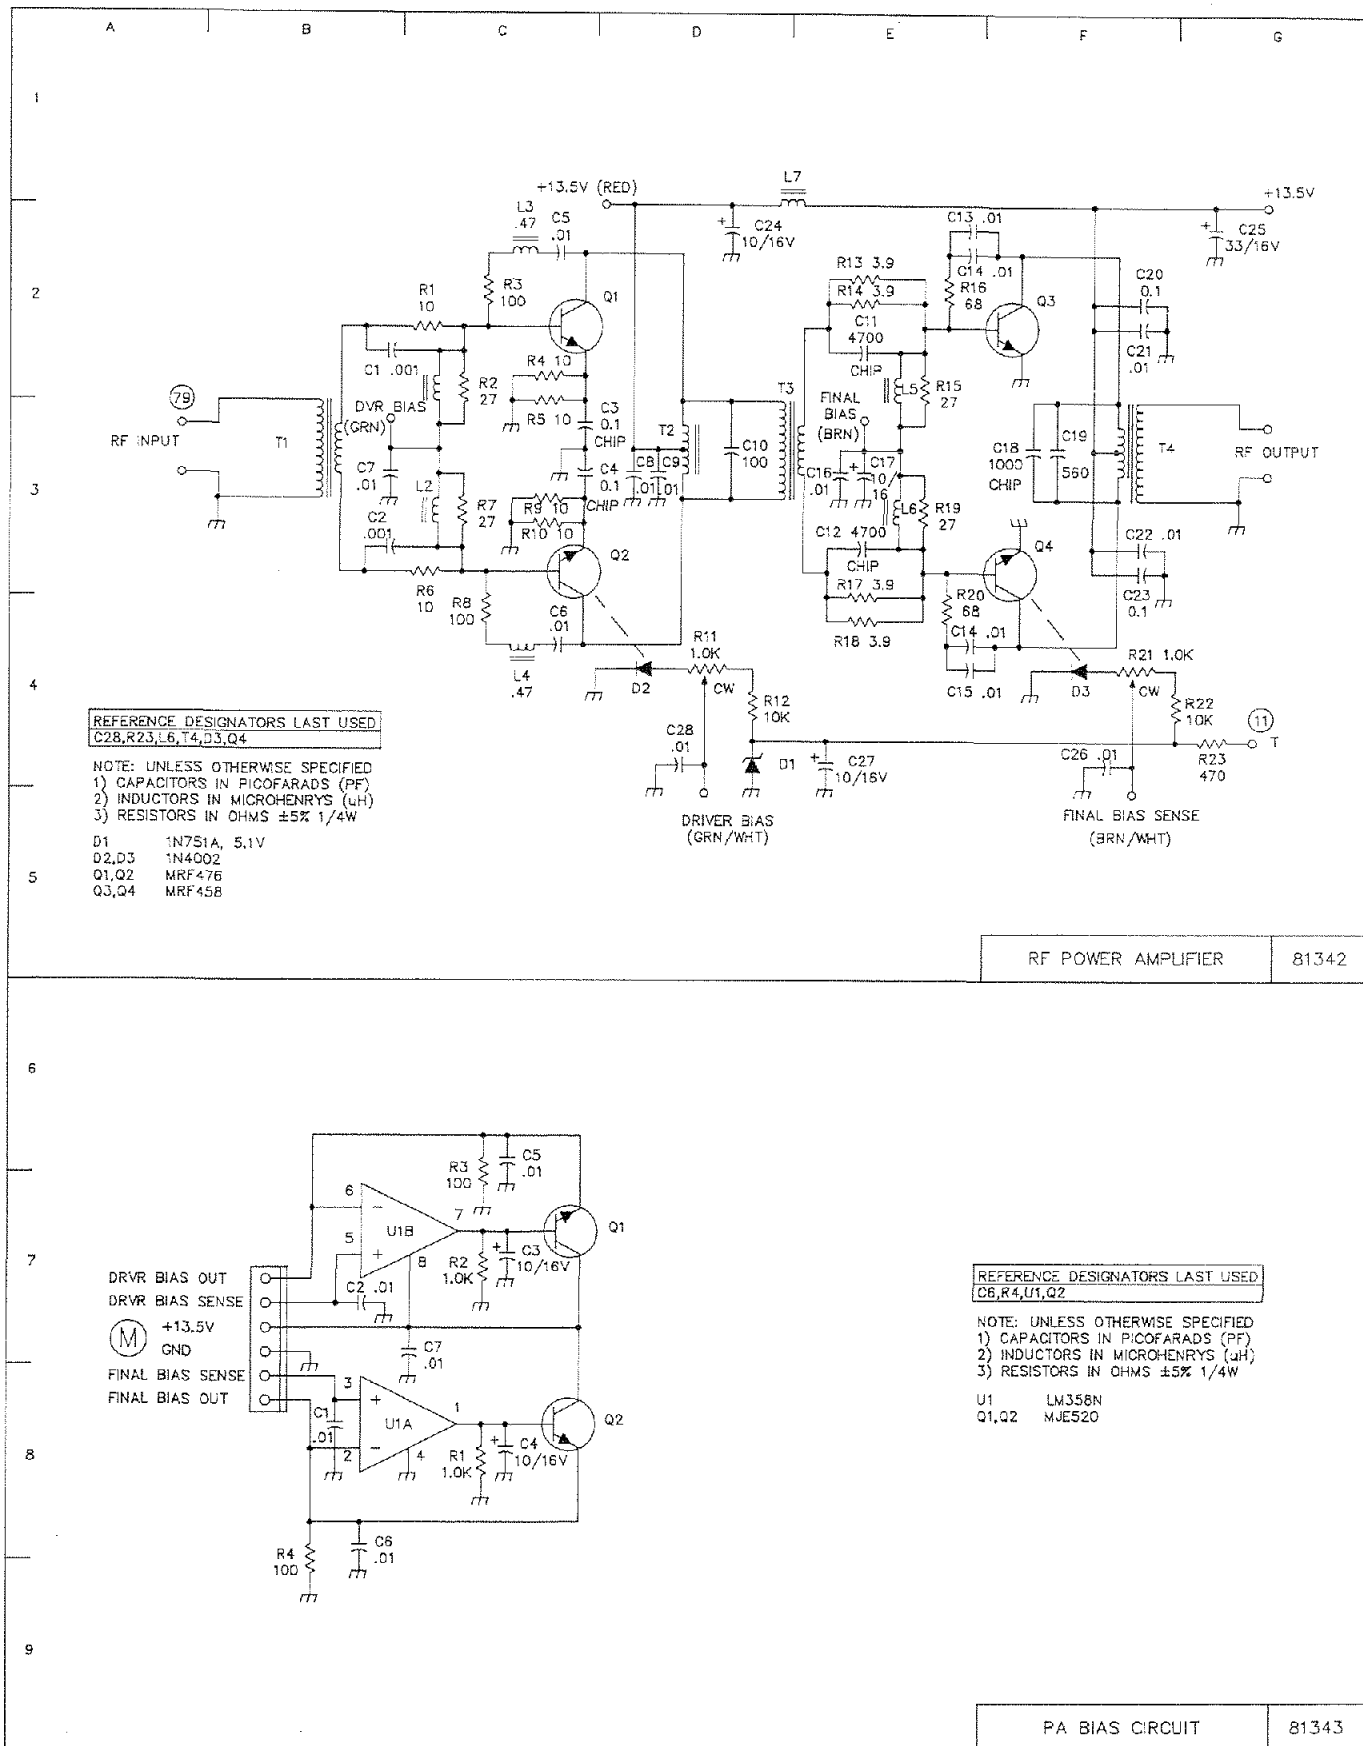 A B C D E F G
1
2
3
4
5
6
7
8
9
+13.5V (RED)
L7
+13.5V
L3
.47
C5
.01
C24
10/16V
C13 .01
C25
33/16V
R13 3.9
R14 3.9
C14 .01
R16
68
C20
0.1
R1
10
R3
100
Q1
C11
4700
CHIP
Q3
C21
.01
C1 .001
R4 10
R2
27
R5 10
79
RF INPUT
T1
DVR BIAS
(GRN)
C3
0.1
CHIP
T2
T3
FINAL
BIAS
(BRN)
L5
R15
27
C7
.01
L2
C4
0.1
CHIP
C8
.01
C9
.01
C10
100
C16
.01
C17
10/
16
C18
1000
CHIP
C19
560
T4
RF OUTPUT
C2
.001
R7
27
R9 10
R10 10
L6
R19
27
C12 4700
CHIP
Q2
Q4
C22 .01
R6
10
R8
100
C6
.01
R17 3.9
R18 3.9
R20
68
C23
0.1
L4
.47
R11
1.0K
CW
D2
R12
10K
C14 .01
C15 .01
R21 1.0K
CW
D3
R22
10K
11
T
C28
.01
D1
C27
10/16V
C26 .01
R23
470
DRIVER BIAS
(GRN/WHT)
FINAL BIAS SENSE
(BRN/WHT)
REFERENCE DESIGNATORS LAST USED
C28,R23,L6,T4,D3,Q4
NOTE: UNLESS OTHERWISE SPECIFIED
1) CAPACITORS IN PICOFARADS (PF)
2) INDUCTORS IN MICROHENRYS (uH)
3) RESISTORS IN OHMS ±5% 1/4W
D1 1N751A, 5.1V
D2,D3 1N4002
Q1,Q2 MRF476
Q3,Q4 MRF458
RF POWER AMPLIFIER 81342
R3
100
C5
.01
6
-
U1B
5
+
7
8
Q1
R2
1.0K
+
C3
10/16V
DRVR BIAS OUT
DRVR BIAS SENSE
M
+13.5V
GND
FINAL BIAS SENSE
FINAL BIAS OUT
C2 .01
C7
.01
3
+
U1A
1
2
-
4
C1
.01
Q2
R1
1.0K
+
C4
10/16V
R4
100
C6
.01
REFERENCE DESIGNATORS LAST USED
C6,R4,U1,Q2
NOTE: UNLESS OTHERWISE SPECIFIED
1) CAPACITORS IN PICOFARADS (PF)
2) INDUCTORS IN MICROHENRYS (uH)
3) RESISTORS IN OHMS ±5% 1/4W
U1 LM358N
Q1,Q2 MJE520
PA BIAS CIRCUIT 81343